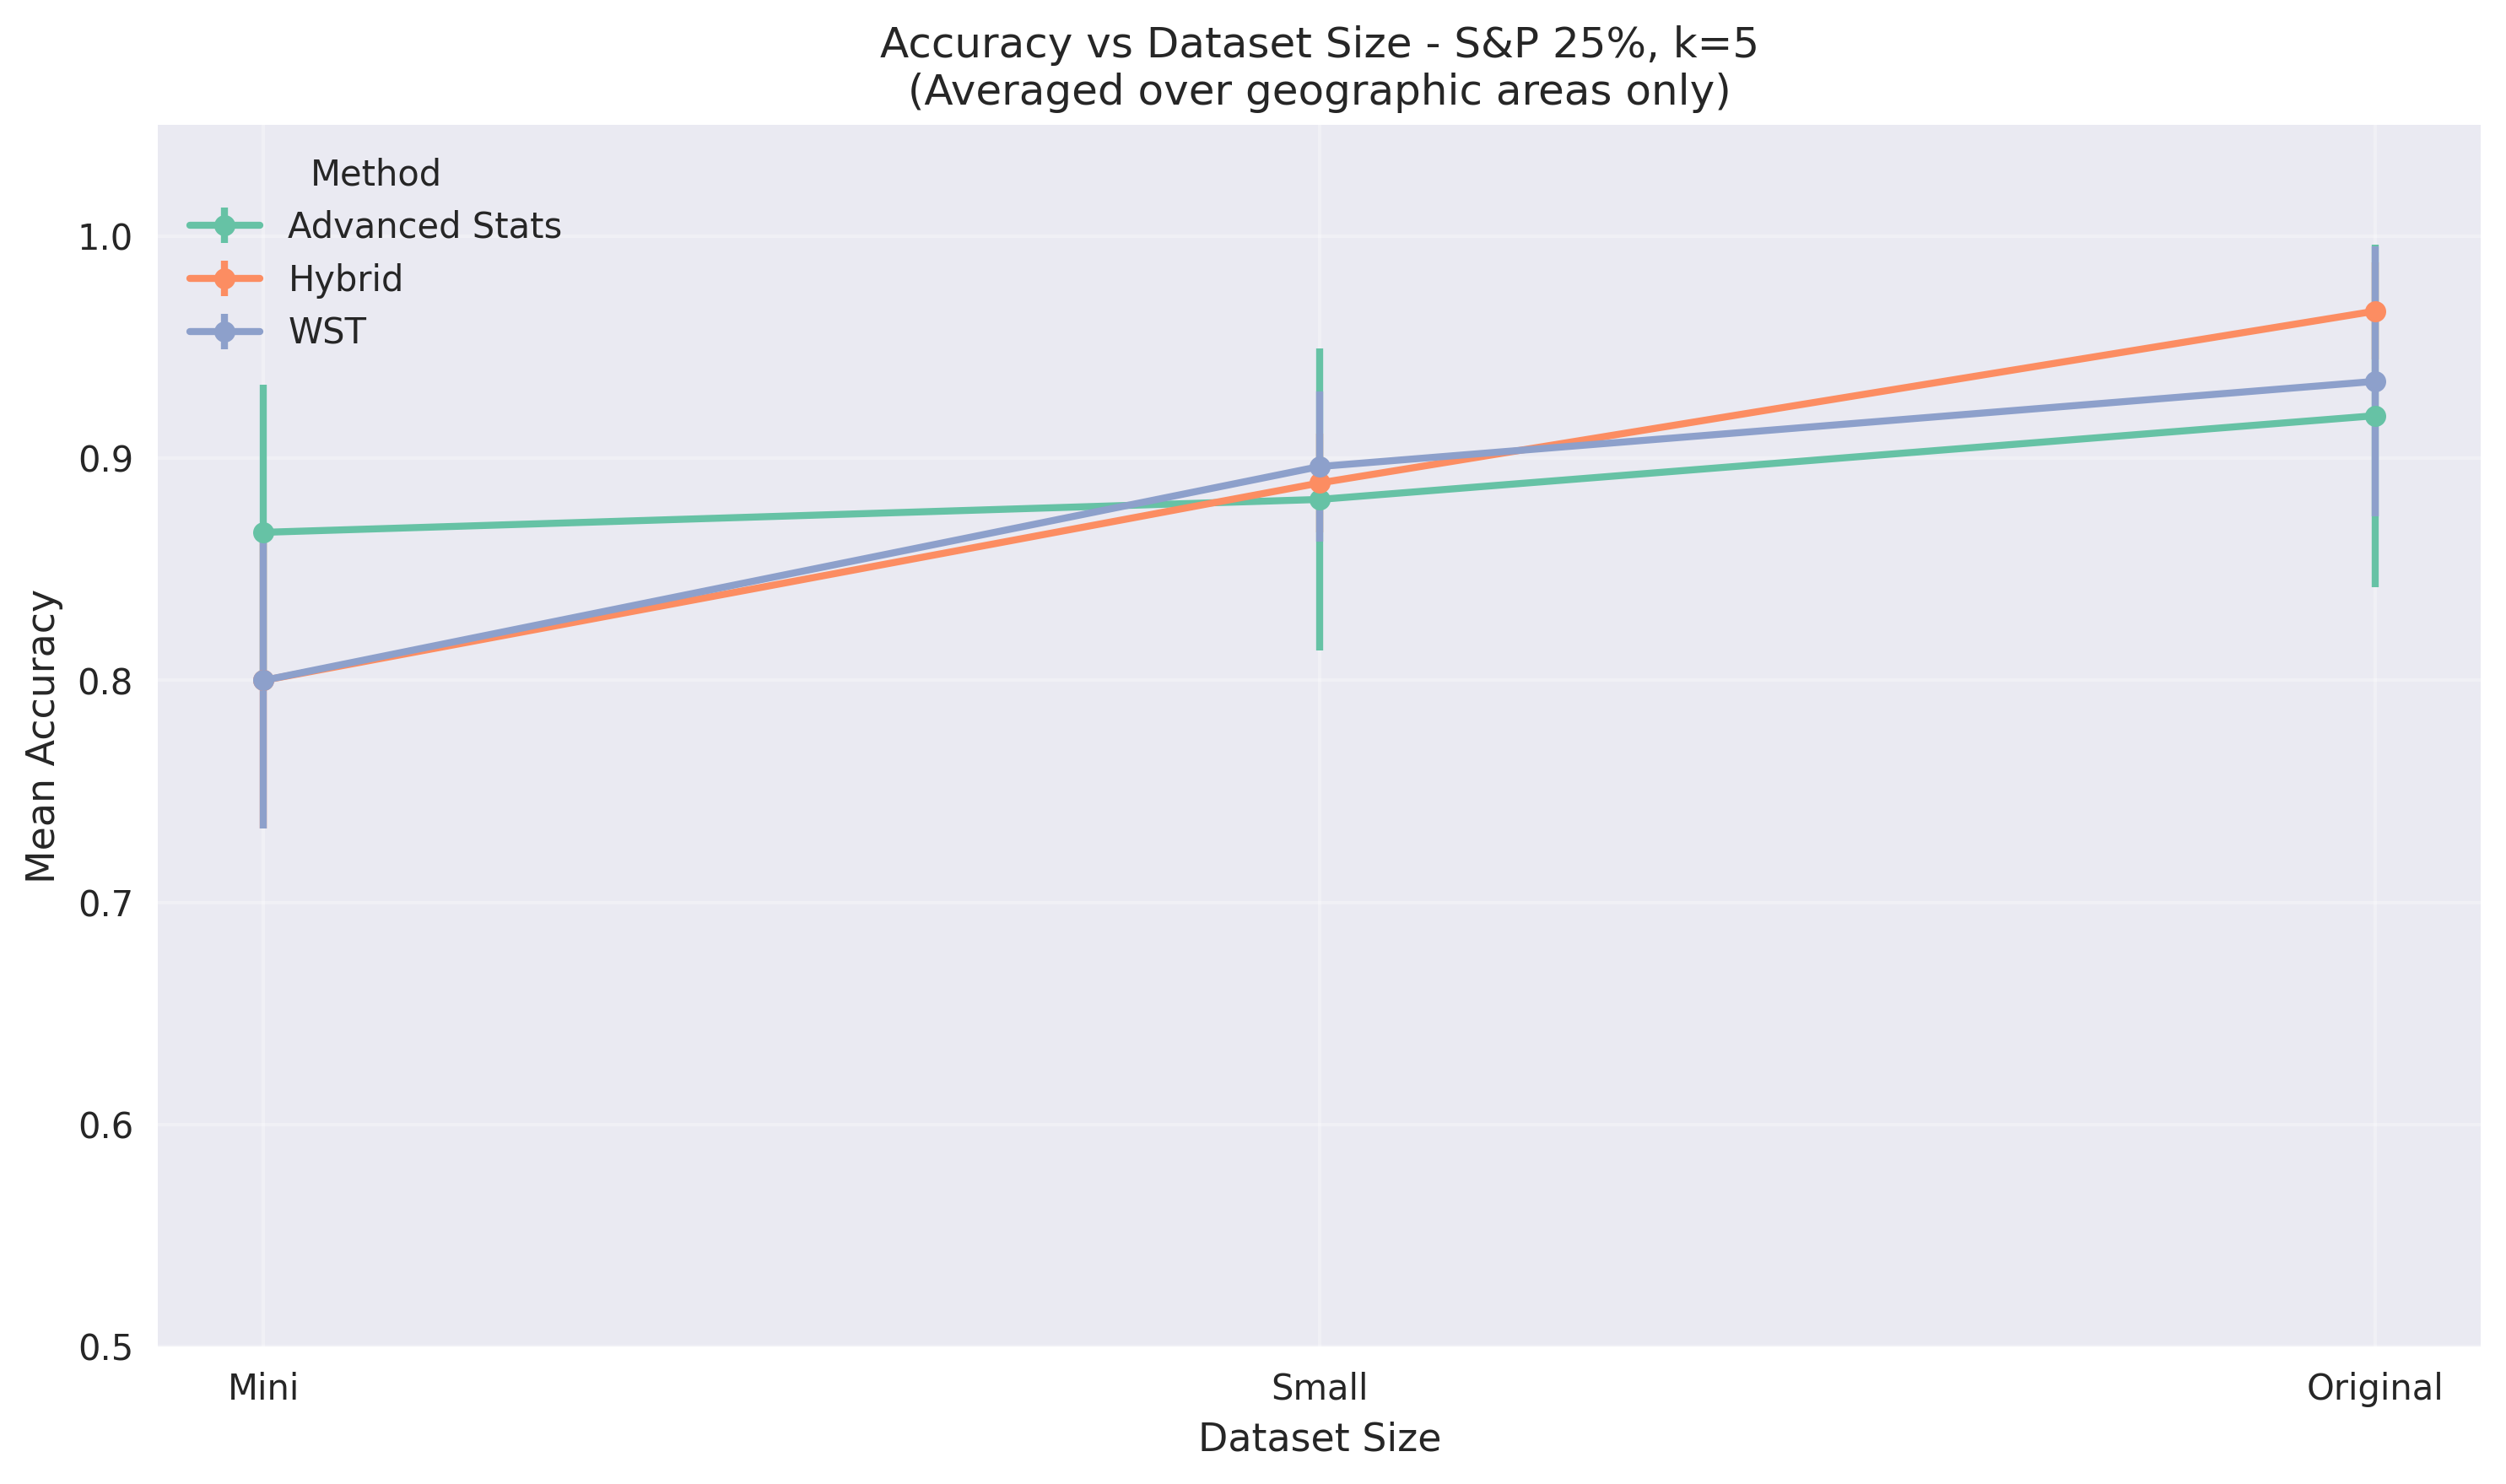 Accuracy vs Dataset Size - S&P 25%, k=5
(Averaged over geographic areas only)
Method
Advanced Stats
Hybrid
WST
1.0
0.9
0.8
0.7
0.6
0.5
Mean Accuracy
Mini
Small
Original
Dataset Size